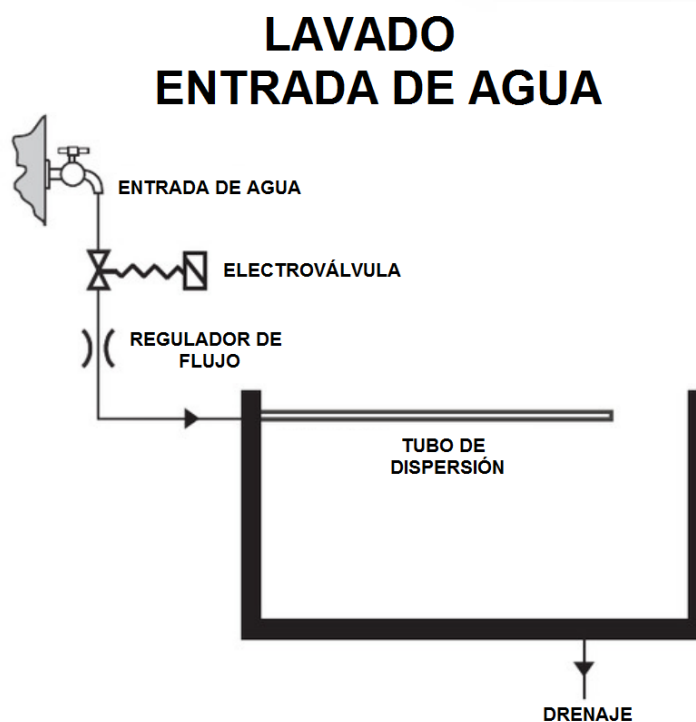 LAVADO
ENTRADA DE AGUA
ENTRADA DE AGUA
ELECTROVÁLVULA
REGULADOR DE
FLUJO
TUBO DE
DISPERSIÓN
DRENAJE